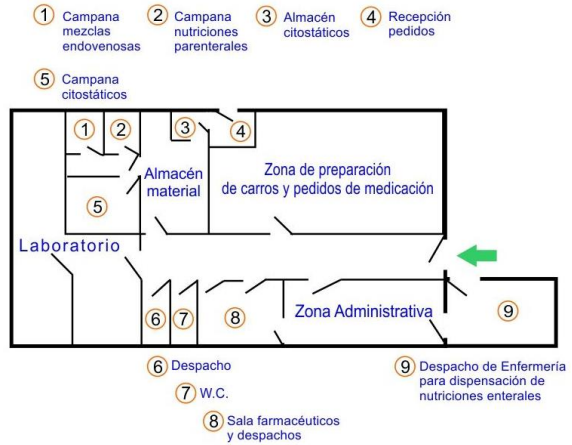 1 Campana
mezclas
endovenosas
2 Campana
nutriciones
parenterales
3 Almacén
citostáticos
4 Recepción
pedidos
5 Campana
citostáticos
1
2
3
4
Almacén
material
Zona de preparación
de carros y pedidos de medicación
5
Laboratorio
6
7
8
Zona Administrativa
9
6 Despacho
7 W.C.
8 Sala farmacéuticos
y despachos
9 Despacho de Enfermería
para dispensación de
nutriciones enterales